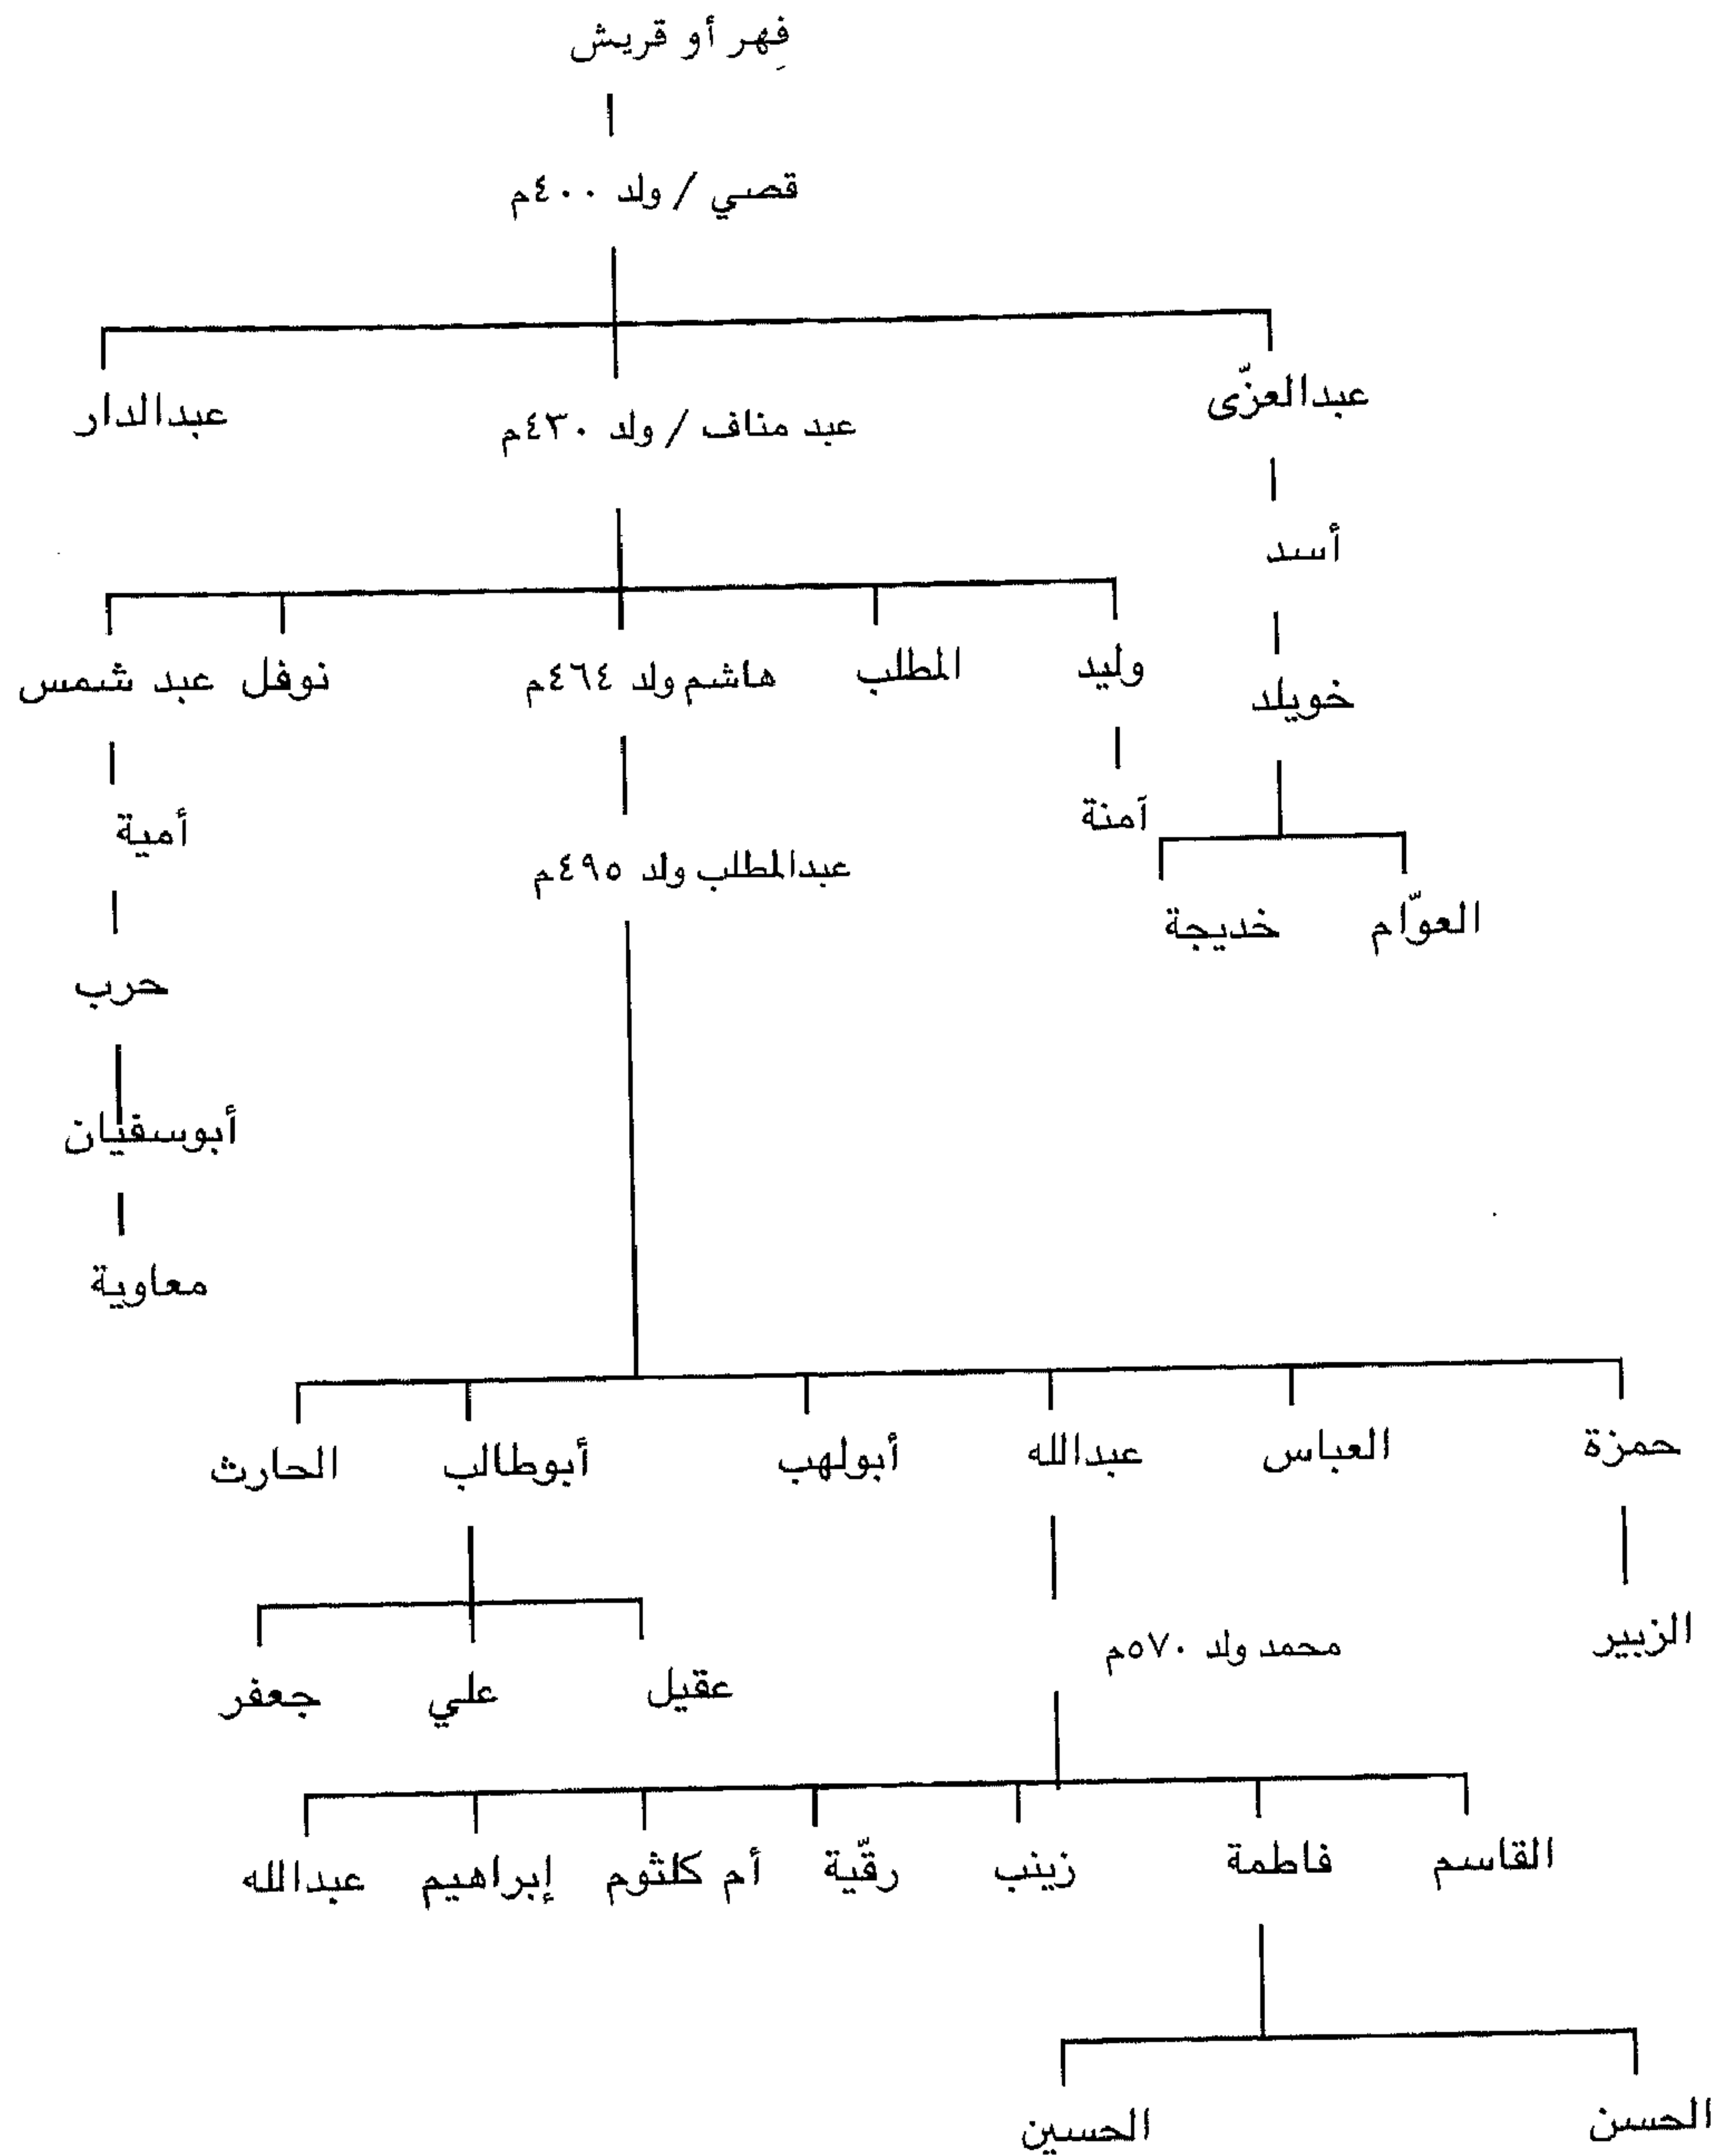 فِهر أو قريش
قصي / ولد ٤٠٠م
عبدالعزّى
عبد مناف / ولد ٤٣٠م
عبدالدار
أسد
وليد
المطلب
هاشم ولد ٤٦٤م
نوفل
عبد شمس
خويلد
آمنة
أمية
عبدالمطلب ولد ٤٩٥م
العوّام
خديجة
حرب
أبوسفيان
معاوية
حمزة
العباس
عبدالله
أبولهب
أبوطالب
الحارث
الزبير
محمد ولد ٥٧٠م
عقيل
علي
جعفر
القاسم
فاطمة
زينب
رقّية
أم كلثوم
إبراهيم
عبدالله
الحسن
الحسين